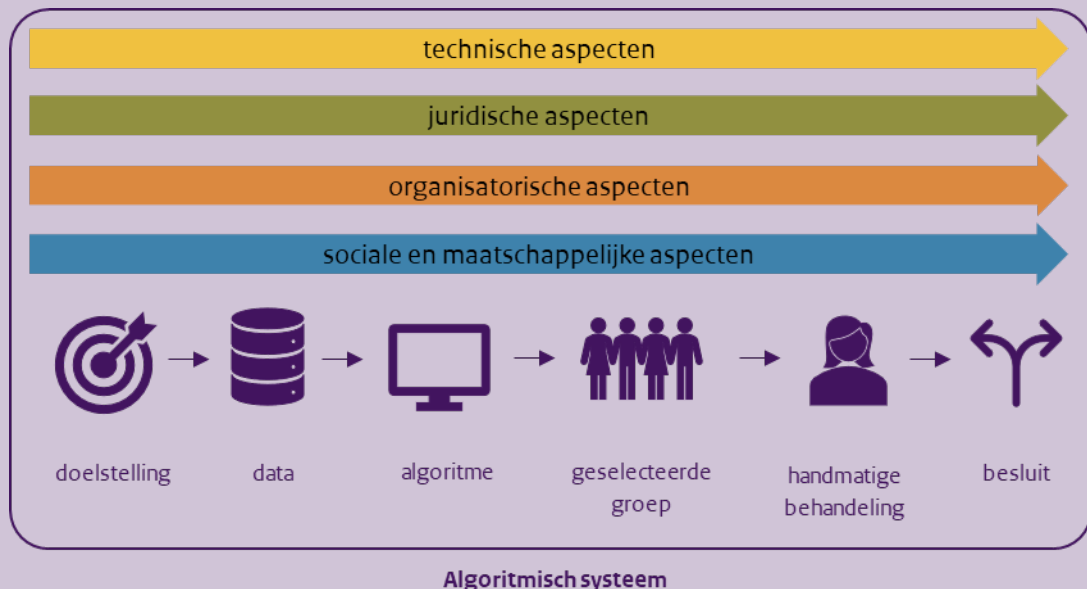 technische aspecten
juridische aspecten
organisatorische aspecten
sociale en maatschappelijke aspecten
doelstelling
data
algoritme
geselecteerde
groep
handmatige
behandeling
besluit
Algoritmisch systeem